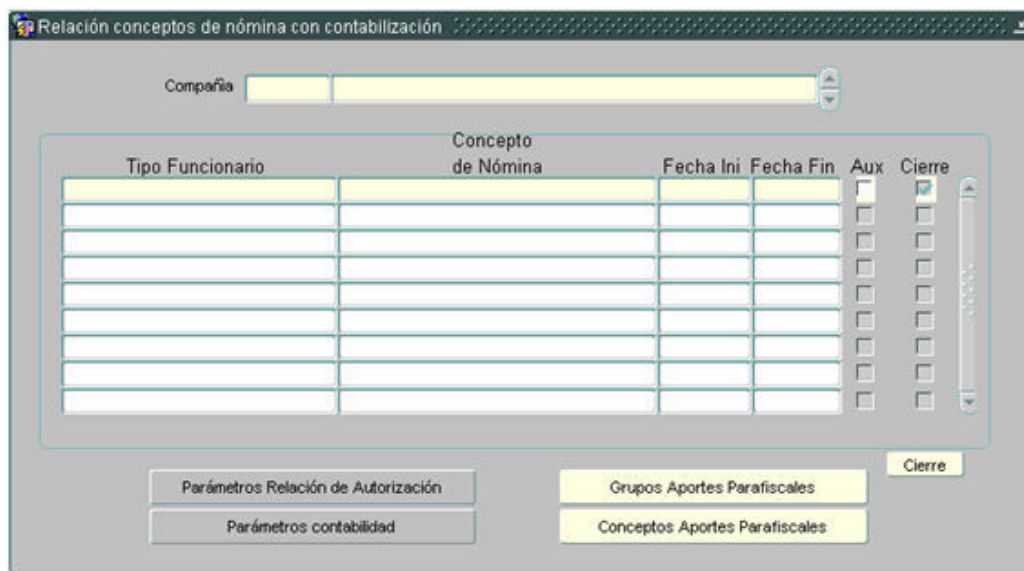 Relación conceptos de nómina con contabilización
Compañia
Concepto
Tipo Funcionario de Nómina Fecha Ini Fecha Fin Aux Cierre
Cierre
Parámetros Relación de Autorización Grupos Aportes Parafiscales
Parámetros contabilidad Conceptos Aportes Parafiscales